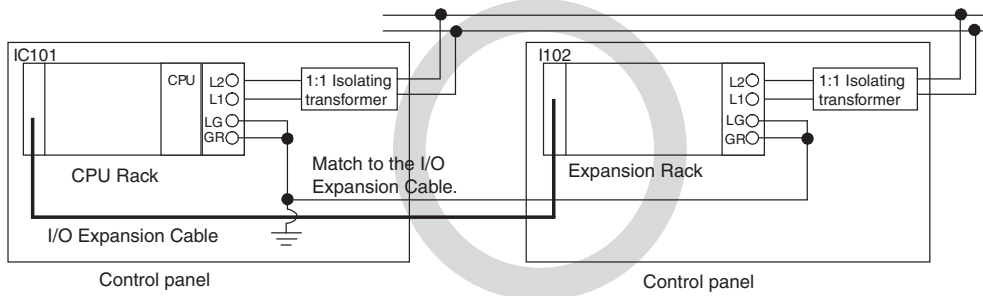 IC101
CPU
L2
L1
LG
GR
1:1 Isolating
transformer
CPU Rack
Match to the I/O
Expansion Cable.
I/O Expansion Cable
Control panel
I102
L2
L1
LG
GR
1:1 Isolating
transformer
Expansion Rack
Control panel